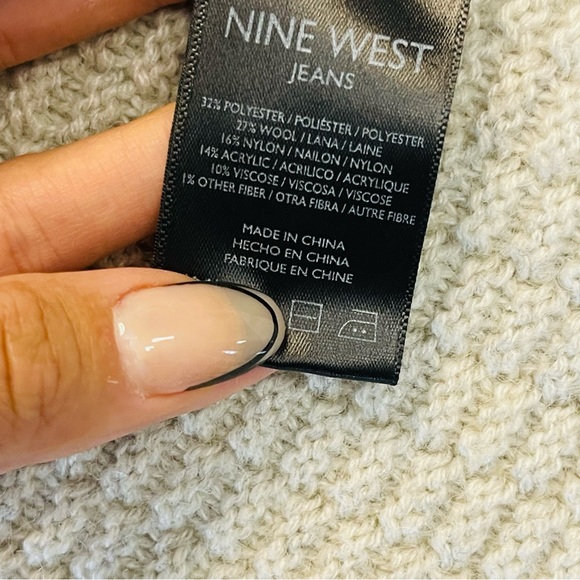 NINE WEST
JEANS
32% POLYESTER / POLIÉSTER / POLYESTER
27% WOOL / LANA / LAINE
16% NYLON / NAILON / NYLON
14% ACRYLIC / ACRILICO / ACRYLIQUE
10% VISCOSE / VISCOSA / VISCOSE
1% OTHER FIBER / OTRA FIBRA / AUTRE FIBRE
MADE IN CHINA
HECHO EN CHINA
FABRIQUE EN CHINE